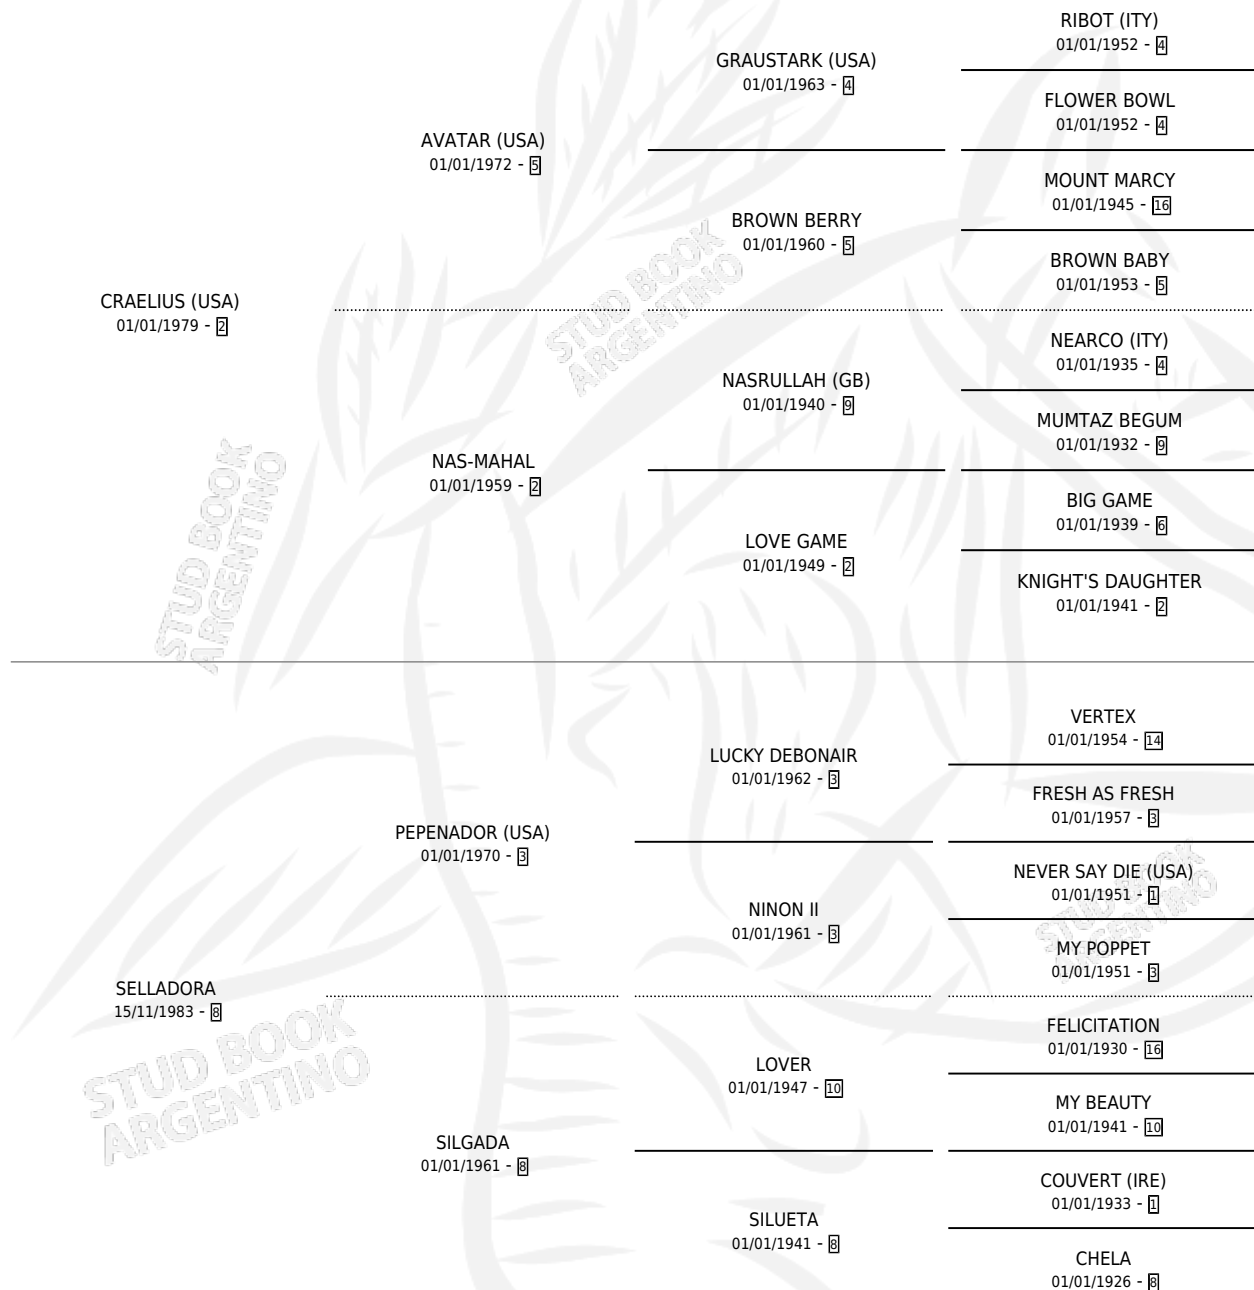 RIBOT (ITY)
01/01/1952 - 4
GRAUSTARK (USA)
01/01/1963 - 4
FLOWER BOWL
01/01/1952 - 4
AVATAR (USA)
01/01/1972 - 5
MOUNT MARCY
01/01/1945 - 16
BROWN BERRY
01/01/1960 - 5
BROWN BABY
01/01/1953 - 5
CRAELIUS (USA)
01/01/1979 - 2
NEARCO (ITY)
01/01/1935 - 4
NASRULLAH (GB)
01/01/1940 - 9
MUMTAZ BEGUM
01/01/1932 - 9
NAS-MAHAL
01/01/1959 - 2
BIG GAME
01/01/1939 - 6
LOVE GAME
01/01/1949 - 2
KNIGHT'S DAUGHTER
01/01/1941 - 2
VERTEX
01/01/1954 - 14
LUCKY DEBONAIR
01/01/1962 - 3
FRESH AS FRESH
01/01/1957 - 3
PEPENADOR (USA)
01/01/1970 - 3
NEVER SAY DIE (USA)
01/01/1951 - 1
NINON II
01/01/1961 - 3
MY POPPET
01/01/1951 - 3
SELLADORA
15/11/1983 - 8
FELICITATION
01/01/1930 - 16
LOVER
01/01/1947 - 10
MY BEAUTY
01/01/1941 - 10
SILGADA
01/01/1961 - 8
COUVERT (IRE)
01/01/1933 - 1
SILUETA
01/01/1941 - 8
CHELA
01/01/1926 - 8
STUD BOOK
ARGENTINO
STUD BOOK
ARGENTINO
STUD BOOK
ARGENTINO
STUD BOOK
ARGENTINO